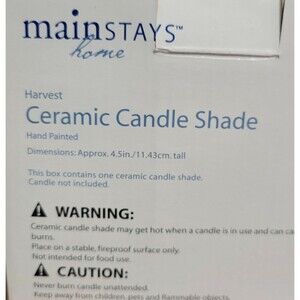 mainSTAYS™
home
Harvest
Ceramic Candle Shade
Hand Painted
Dimensions: Approx. 4.5in./11.43cm. tall
This box contains one ceramic candle shade.
Candle not included.
WARNING:
Ceramic candle shade may get hot when a candle is in use and can ca
burns.
Place on a stable, fireproof surface only.
Not intended for food use.
CAUTION:
Never burn candle unattended.
Keep away from children, pets and flammable objects